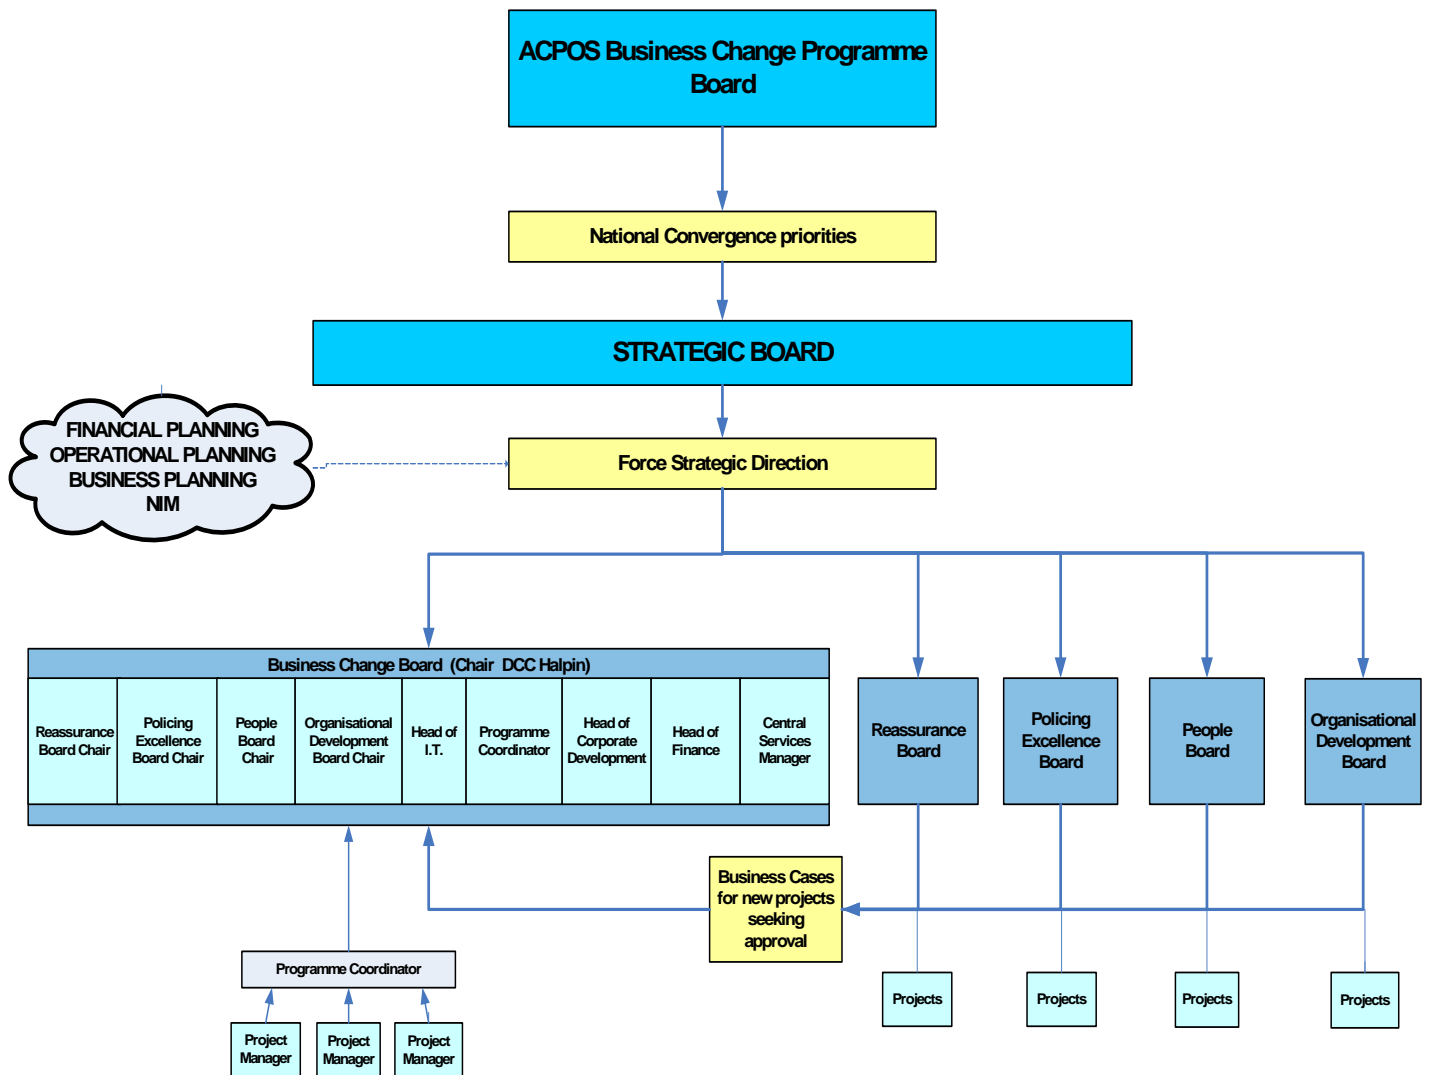 ACPOS Business Change Programme
Board
National Convergence priorities
STRATEGIC BOARD
FINANCIAL PLANNING
OPERATIONAL PLANNING
BUSINESS PLANNING
NIM
Force Strategic Direction
Business Change Board (Chair DCC Halpin)
Reassurance
Board Chair
Policing
Excellence
Board Chair
People
Board
Chair
Organisational
Development
Board Chair
Head of
I.T.
Programme
Coordinator
Head of
Corporate
Development
Head of
Finance
Central
Services
Manager
Reassurance
Board
Policing
Excellence
Board
People
Board
Organisational
Development
Board
Business Cases
for new projects
seeking
approval
Programme Coordinator
Projects
Projects
Projects
Projects
Project
Manager
Project
Manager
Project
Manager